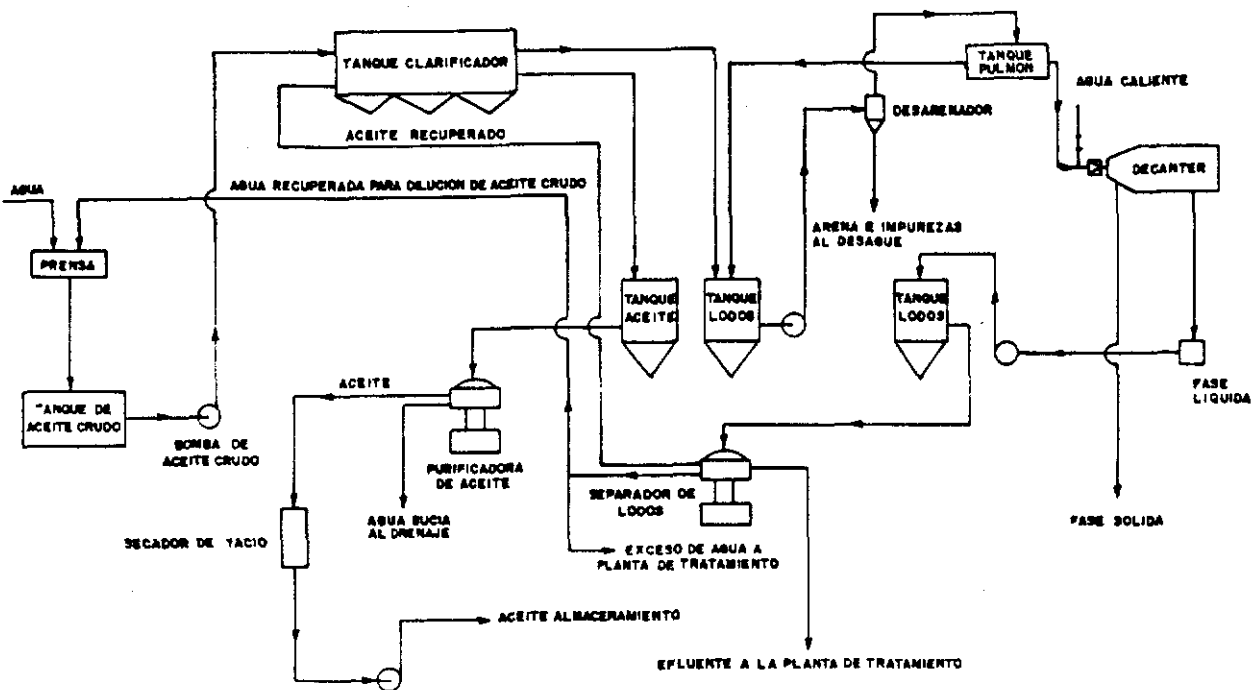 TANQUE CLARIFICADOR
TANQUE
PULMON
AGUA CALIENTE
DESARENADOR
ACEITE RECUPERADO
DECANTER
AGUA
AGUA RECUPERADA PARA DILUCION DE ACEITE CRUDO
ARENA E IMPUREZAS
AL DESAGUE
PRENSA
TANQUE
ACEITE
TANQUE
LODOS
TANQUE
LODOS
FASE
LIQUIDA
ACEITE
TANQUE DE
ACEITE CRUDO
BOMBA DE
ACEITE CRUDO
PURIFICADORA
DE ACEITE
SEPARADOR DE
LODOS
AGUA SUCIA
AL DRENAJE
FASE SOLIDA
SECADOR DE VACIO
EXCESO DE AGUA A
PLANTA DE TRATAMIENTO
ACEITE ALMACERAMIENTO
EFLUENTE A LA PLANTA DE TRATAMIENTO